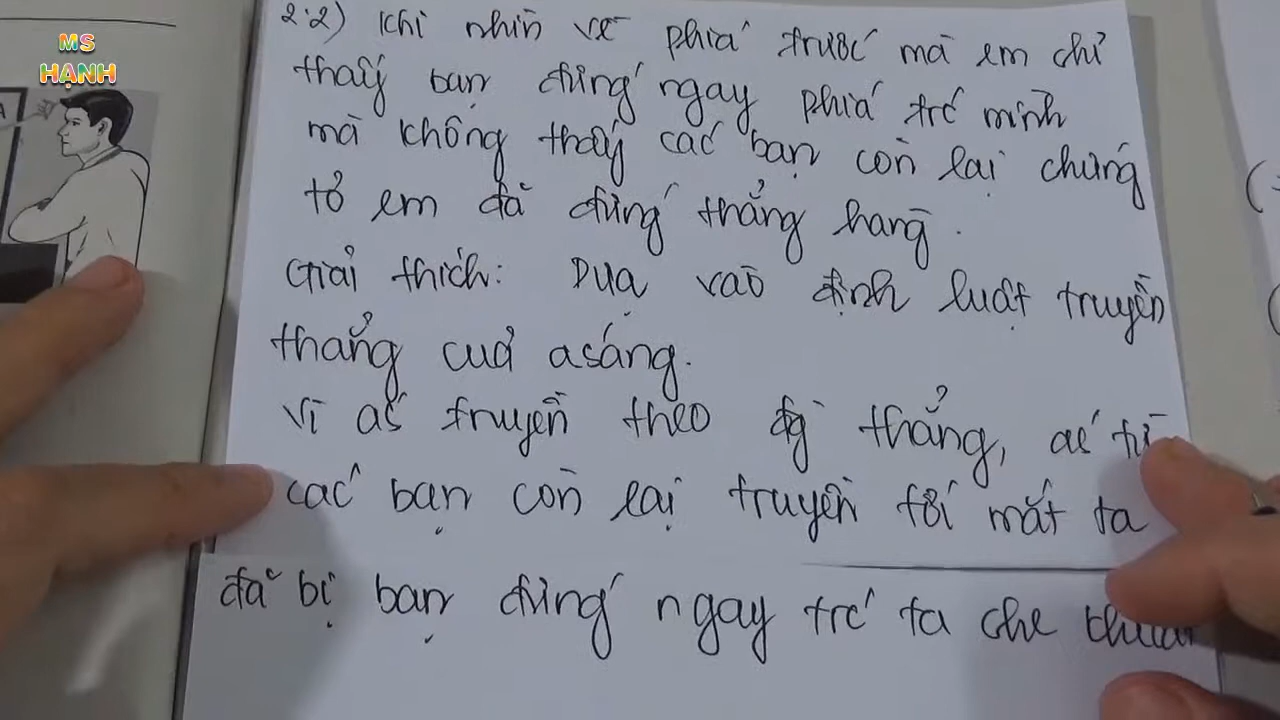 MS
HẠNH
2.2) Khi nhìn về phía trước mà em chỉ
thấy bạn đứng ngay phía trc mình
mà không thấy các bạn còn lại chứng
tỏ em đã đứng thẳng hàng.
Giải thích: Dựa vào định luật truyền
thẳng của asáng.
Vì as truyền theo đg thẳng, as từ
các bạn còn lại truyền tới mắt ta
đã bị bạn đứng ngay trc ta che